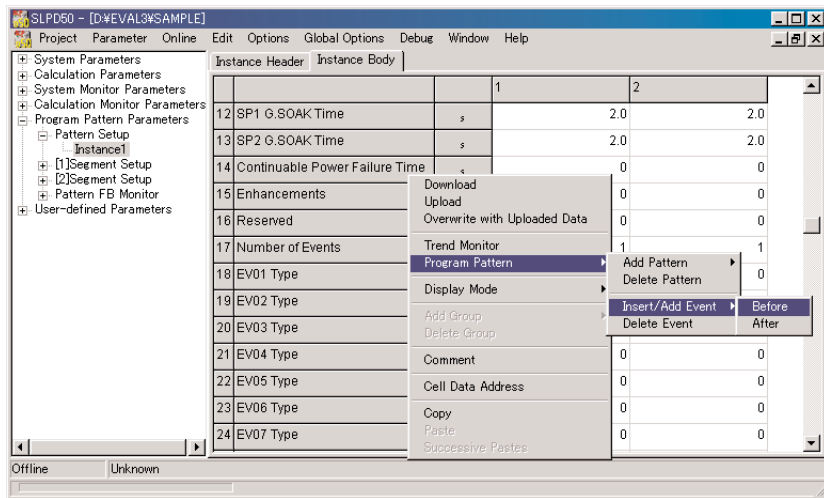 SLPD50 - [D:¥EVAL3¥SAMPLE]
Project Parameter Online Edit Options Global Options Debug Window Help
System Parameters
Calculation Parameters
System Monitor Parameters
Calculation Monitor Parameters
Program Pattern Parameters
Pattern Setup
Instance1
[1]Segment Setup
[2]Segment Setup
Pattern FB Monitor
User-defined Parameters
Instance Header Instance Body
1 2
12 SP1 G.SOAK Time s 2.0 2.0
13 SP2 G.SOAK Time s 2.0 2.0
14 Continuable Power Failure Time s 0 0
15 Enhancements 0 0
16 Reserved 0 0
17 Number of Events 1 1
18 EV01 Type 0
19 EV02 Type
20 EV03 Type
21 EV04 Type 0 0
22 EV05 Type 0 0
23 EV06 Type 0 0
24 EV07 Type 0 0
Download
Upload
Overwrite with Uploaded Data
Trend Monitor
Program Pattern
Display Mode
Add Group
Delete Group
Comment
Cell Data Address
Copy
Paste
Successive Pastes
Add Pattern
Delete Pattern
Insert/Add Event
Delete Event
Before
After
Offline Unknown